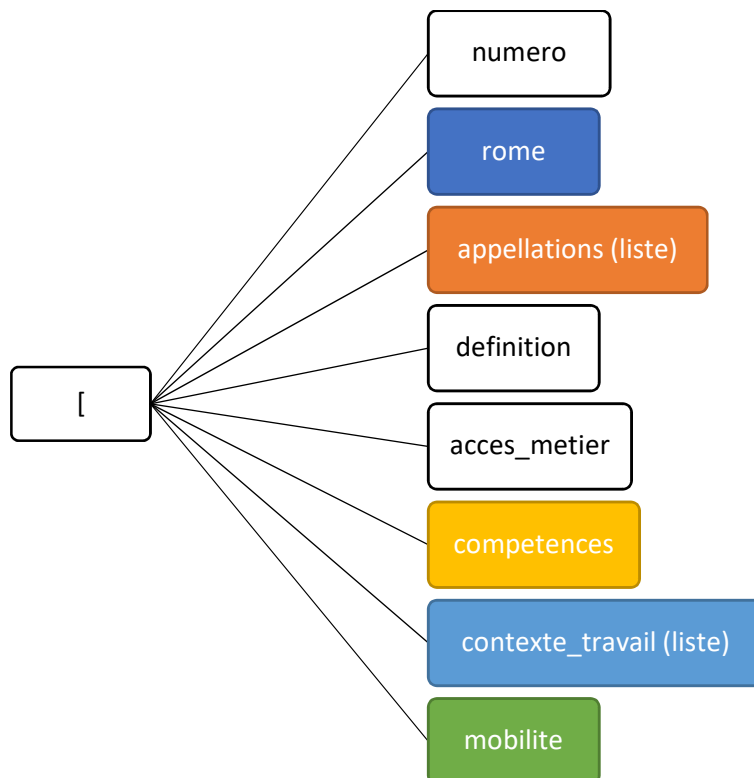 numero
rome
appellations (liste)
definition
[
acces_metier
competences
contexte_travail (liste)
mobilite